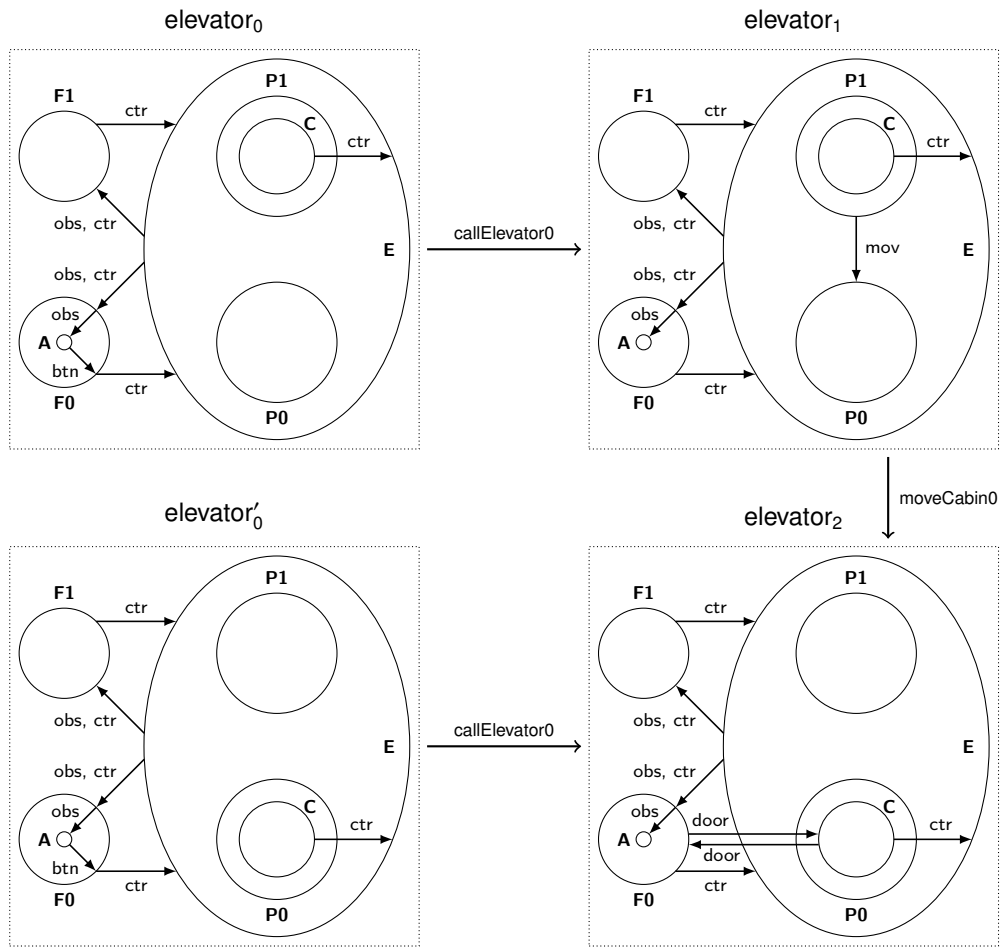 elevator₀
F1
ctr
P1
C
ctr
obs, ctr
E
obs, ctr
obs
A
btn
F0
ctr
P0
callElevator0
elevator₁
F1
ctr
P1
C
ctr
obs, ctr
mov
E
obs, ctr
obs
A
F0
ctr
P0
moveCabin0
elevator′₀
F1
ctr
P1
obs, ctr
E
obs, ctr
obs
A
btn
F0
ctr
C
ctr
P0
callElevator0
elevator₂
F1
ctr
P1
obs, ctr
E
obs, ctr
obs
A
door
door
F0
ctr
C
ctr
P0